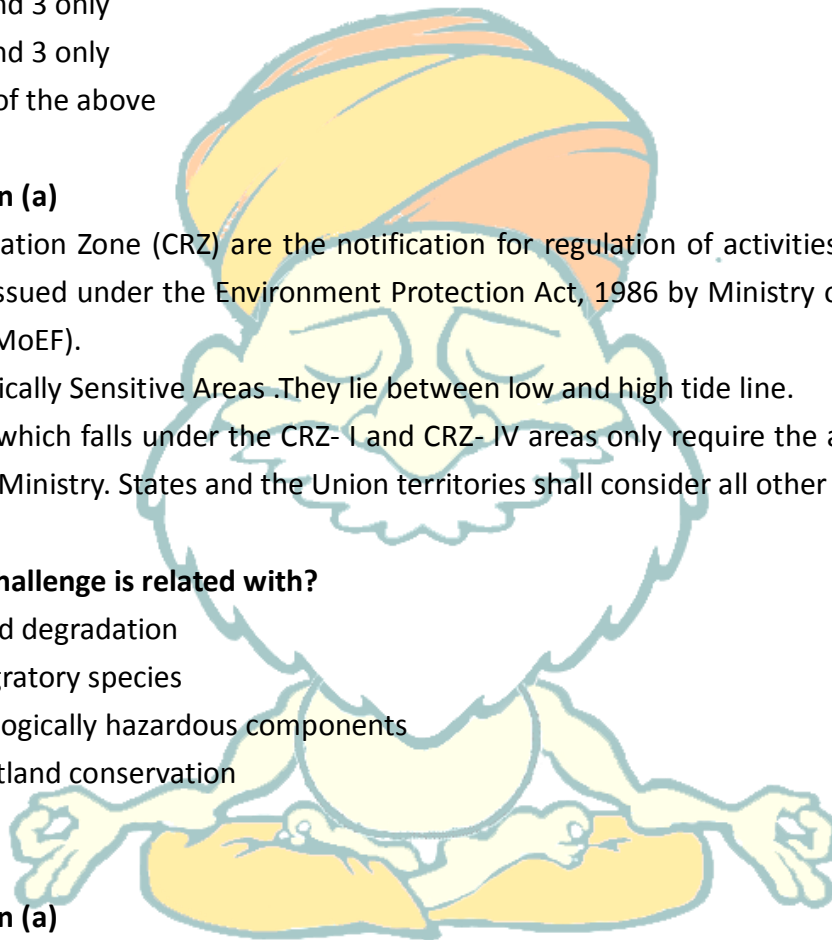 nd 3 only
nd 3 only
of the above
n (a)
ation Zone (CRZ) are the notification for regulation of activities
ssued under the Environment Protection Act, 1986 by Ministry o
MoEF).
ically Sensitive Areas .They lie between low and high tide line.
which falls under the CRZ- I and CRZ- IV areas only require the a
Ministry. States and the Union territories shall consider all other
hallenge is related with?
d degradation
gratory species
ogically hazardous components
tland conservation
n (a)